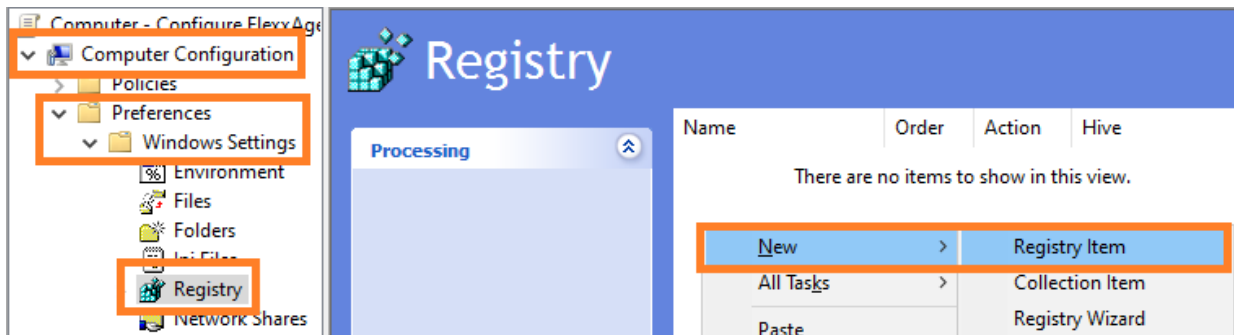 Computer - Configure FlexxAge
Computer Configuration
Policies
Preferences
Windows Settings
Environment
Files
Folders
Ini Files
Registry
Network Shares
Registry
Processing
Name Order Action Hive
There are no items to show in this view.
New > Registry Item
All Tasks > Collection Item
Paste Registry Wizard